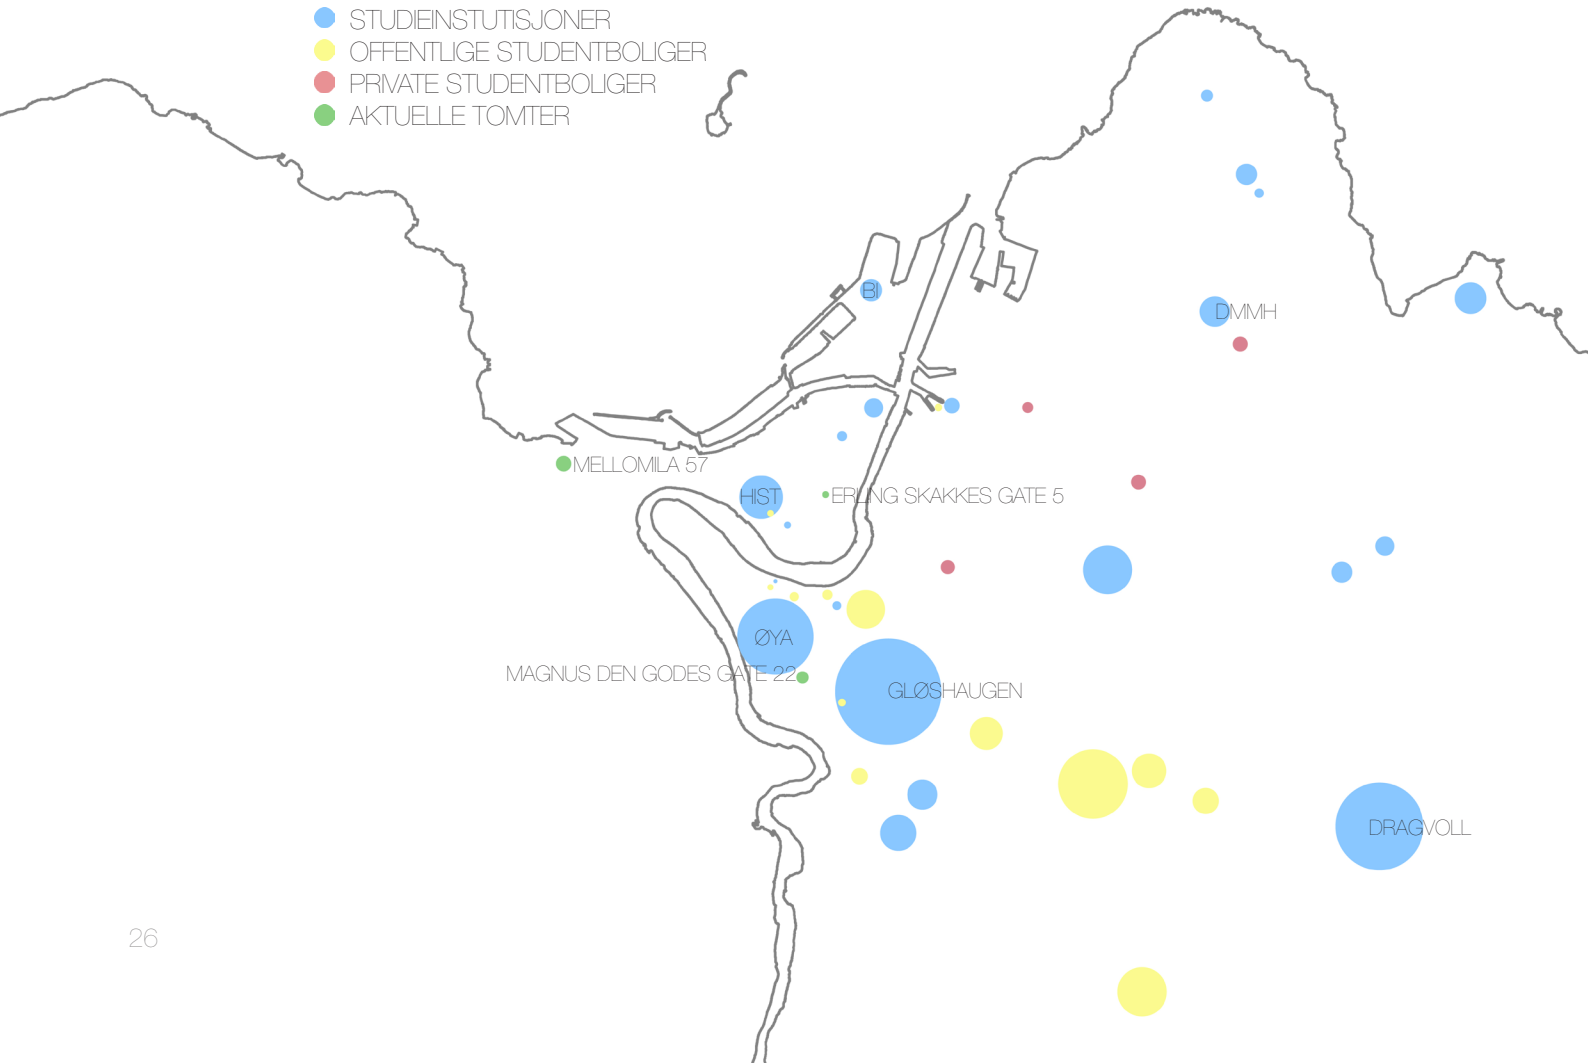 STUDIEINSTUTISJONER
OFFENTLIGE STUDENTBOLIGER
PRIVATE STUDENTBOLIGER
AKTUELLE TOMTER
BI
DMMH
MELLOMILA 57
HIST
ERLING SKAKKES GATE 5
ØYA
MAGNUS DEN GODES GATE 22
GLØSHAUGEN
DRAGVOLL
26